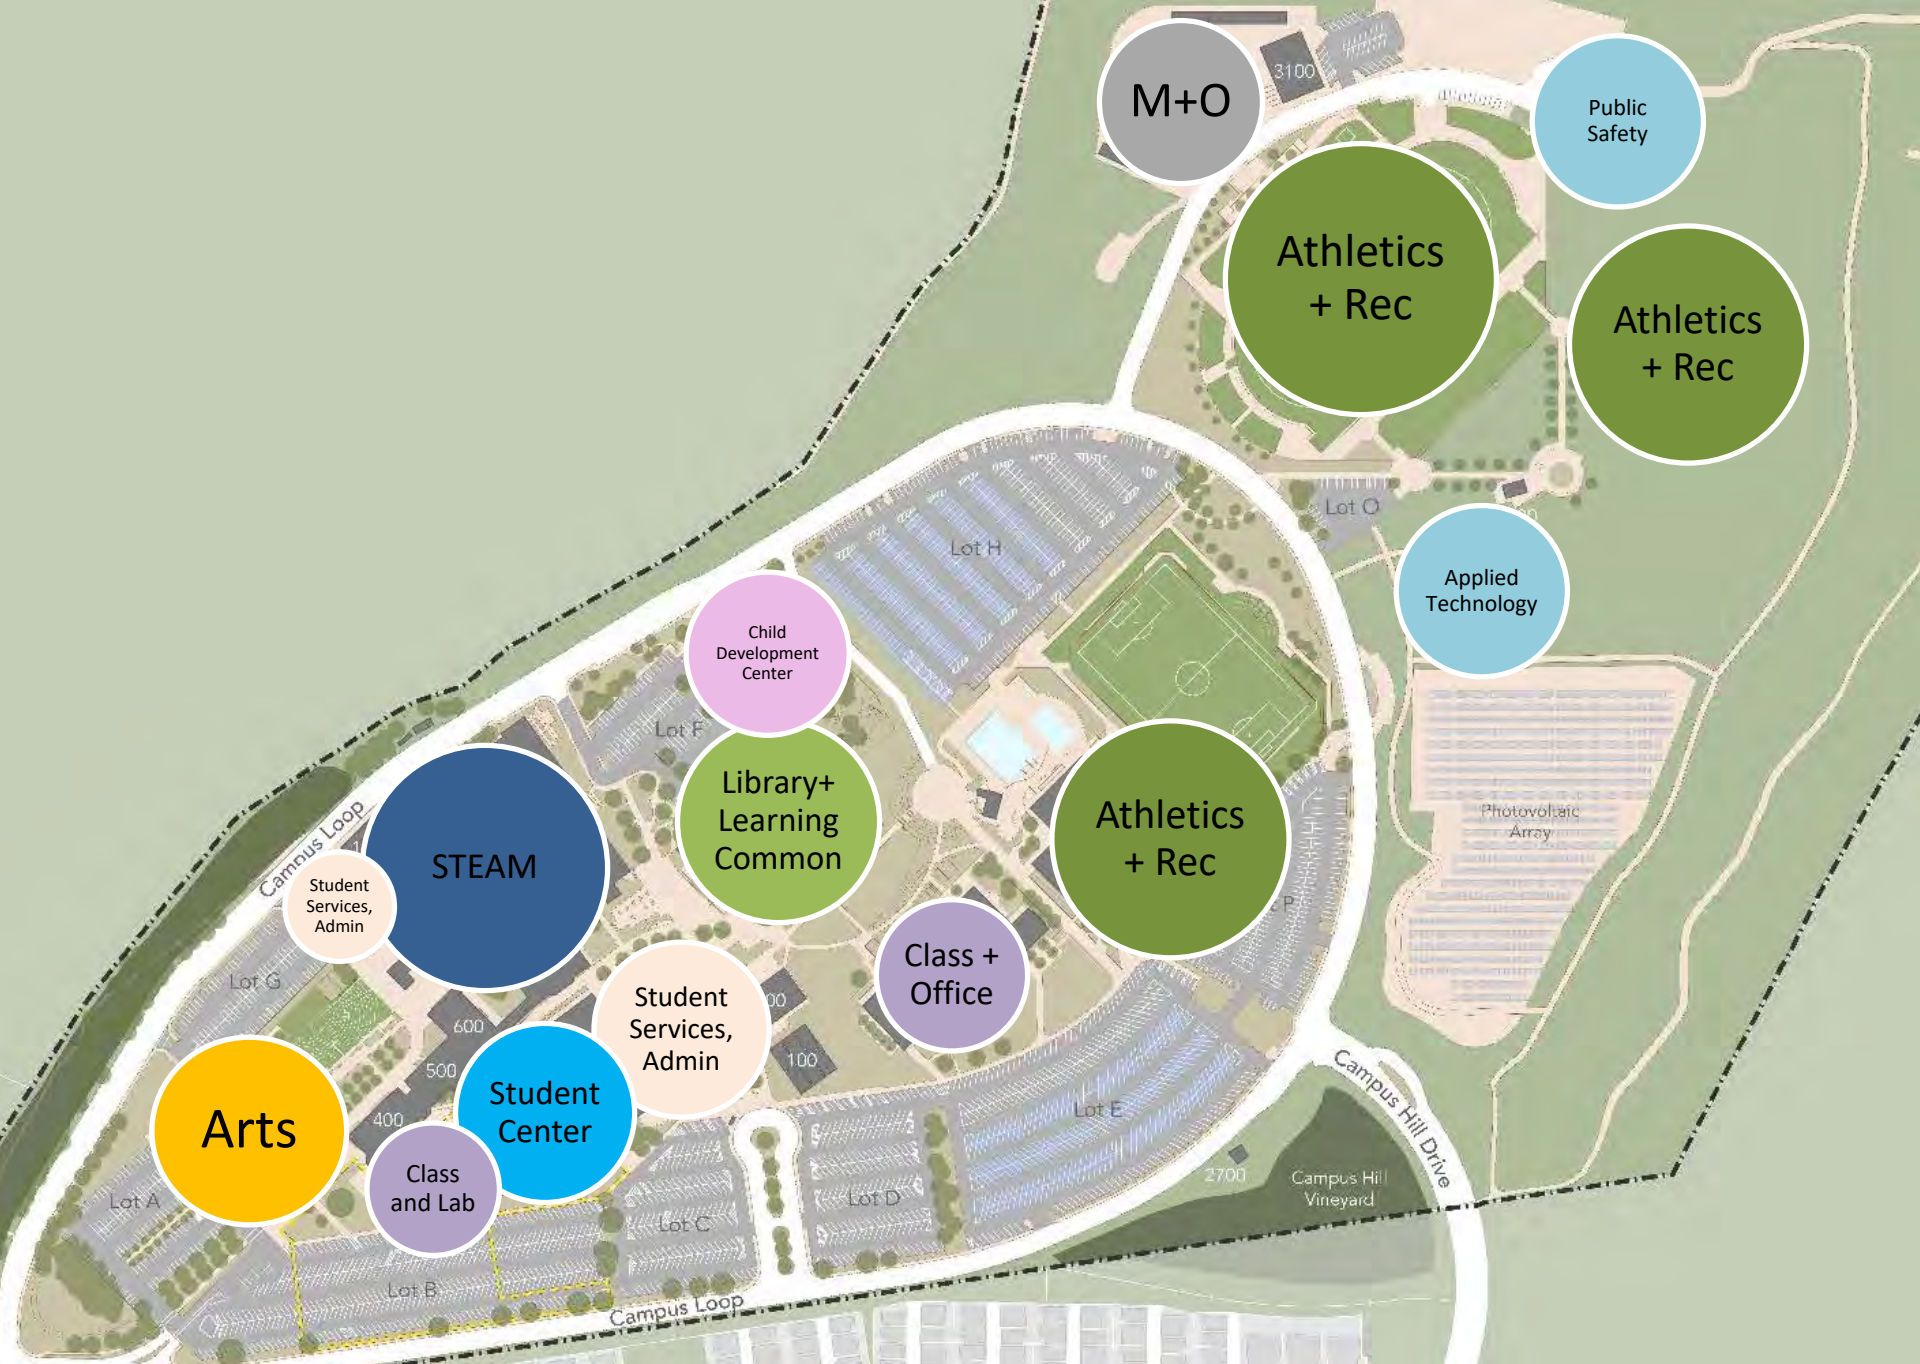 M+O
3100
Public
Safety
Athletics
+ Rec
Athletics
+ Rec
Lot O
Lot H
Applied
Technology
Child
Development
Center
Lot F
Library+
Learning
Common
Athletics
+ Rec
Photovoltaic
Array
Campus Loop
STEAM
Student
Services,
Admin
P
Class +
Office
Lot G
Student
Services,
Admin
600
100
500
Student
Center
Lot E
Campus Hill Drive
Arts
400
Class
and Lab
2700
Campus Hill
Vineyard
Lot A
Lot C
Lot D
Lot B
Campus Loop